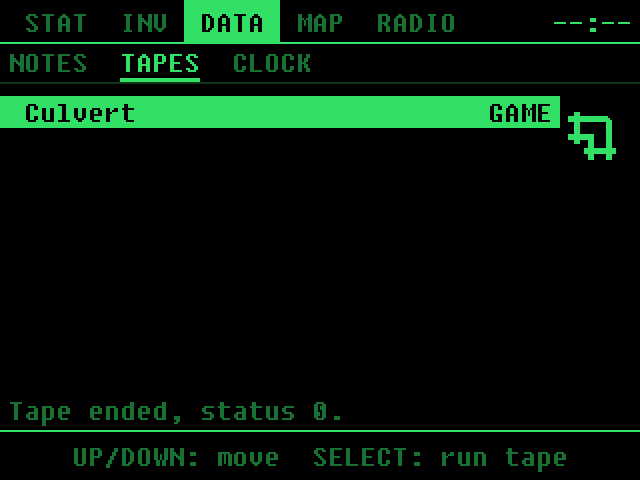 STAT INV DATA MAP RADIO --:--
NOTES TAPES CLOCK
Culvert GAME
Tape ended, status 0.
UP/DOWN: move SELECT: run tape